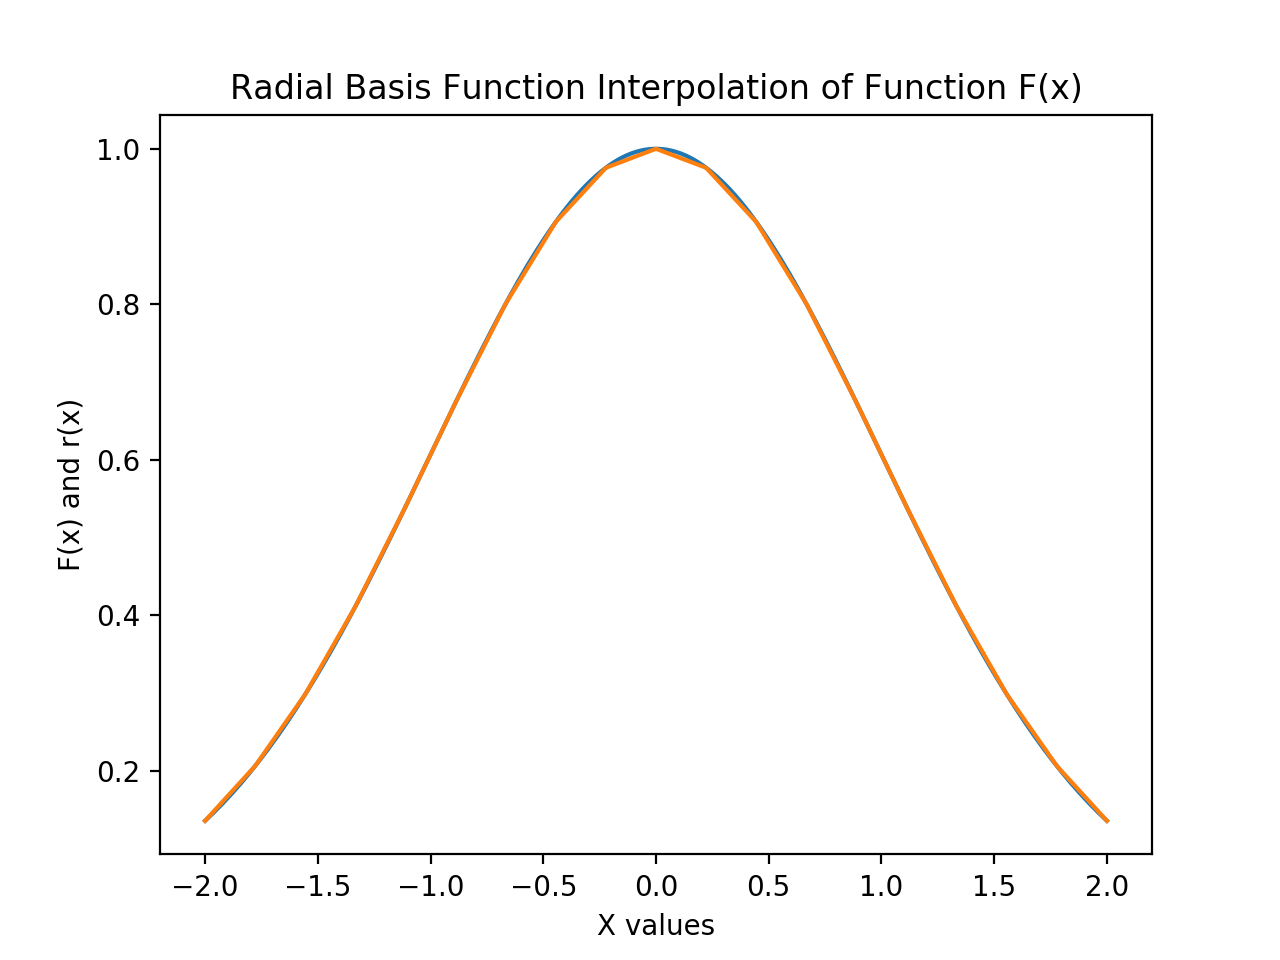 Radial Basis Function Interpolation of Function F(x)
1.0
0.8
0.6
0.4
0.2
F(x) and r(x)
−2.0 −1.5 −1.0 −0.5 0.0 0.5 1.0 1.5 2.0
X values